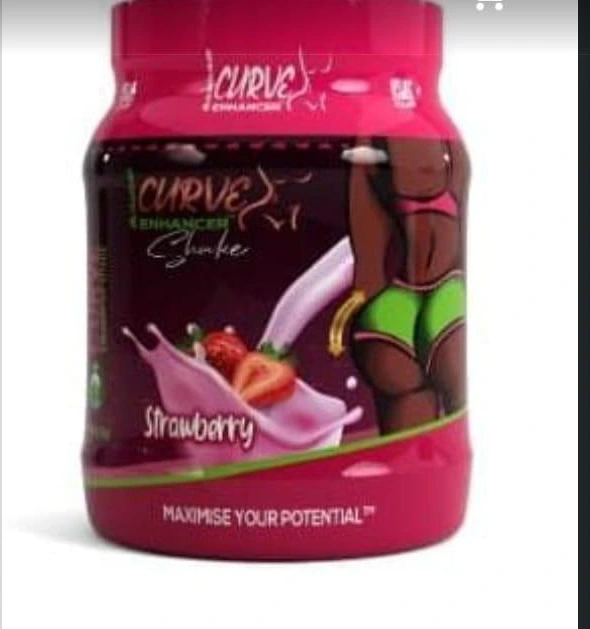 CURVE
ENHANCER
CURVE
ENHANCER
Shake
Strawberry
MAXIMISE YOUR POTENTIAL™